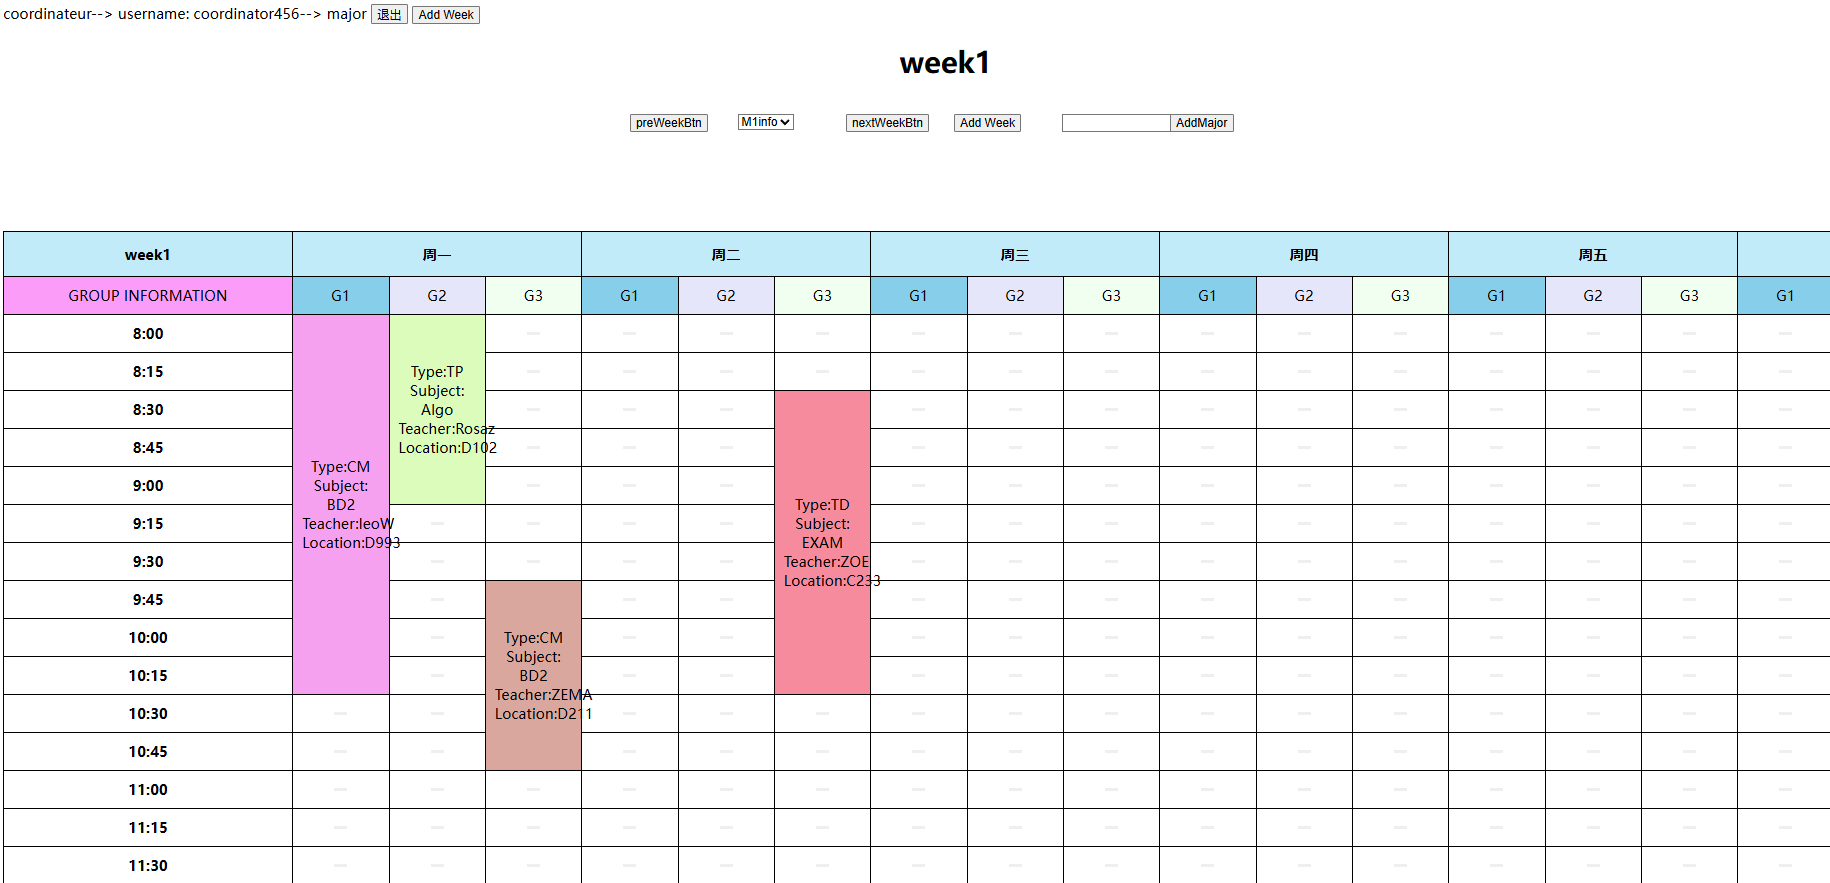 coordinateur--> username: coordinator456--> major 退出 Add Week
week1
preWeekBtn M1info nextWeekBtn Add Week AddMajor
week1 周一 周二 周三 周四 周五
GROUP INFORMATION G1 G2 G3 G1 G2 G3 G1 G2 G3 G1 G2 G3 G1 G2 G3 G1
8:00
8:15
8:30
8:45
9:00
9:15
9:30
9:45
10:00
10:15
10:30
10:45
11:00
11:15
11:30
Type:CM
Subject:
BD2
Teacher:leoW
Location:D993
Type:TP
Subject:
Algo
Teacher:Rosaz
Location:D102
Type:CM
Subject:
BD2
Teacher:ZEMA
Location:D211
Type:TD
Subject:
EXAM
Teacher:ZOE
Location:C233